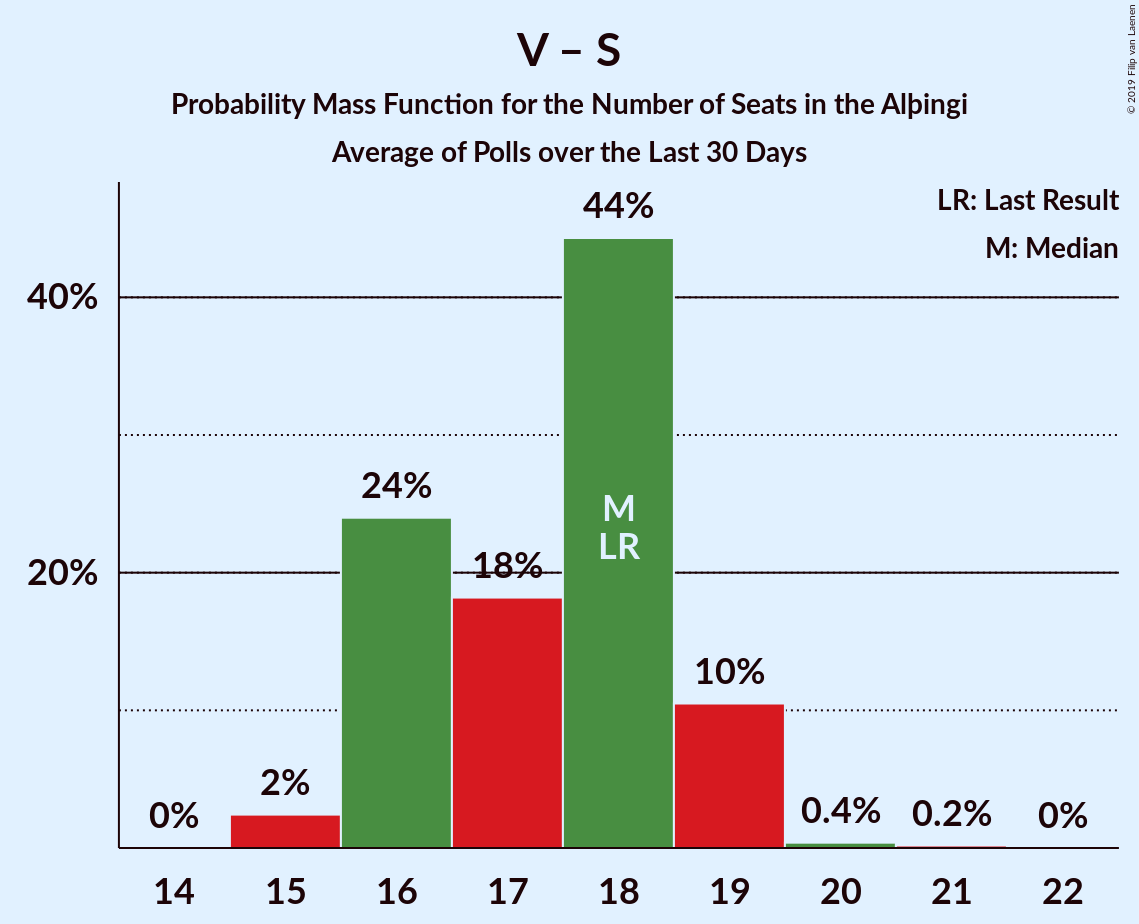 V – S
Probability Mass Function for the Number of Seats in the Alþingi
Average of Polls over the Last 30 Days
© 2019 Filip van Laenen
LR: Last Result
M: Median
44%
40%
24%
M
LR
18%
20%
10%
2%
0%
0.4%
0.2%
0%
14 15 16 17 18 19 20 21 22